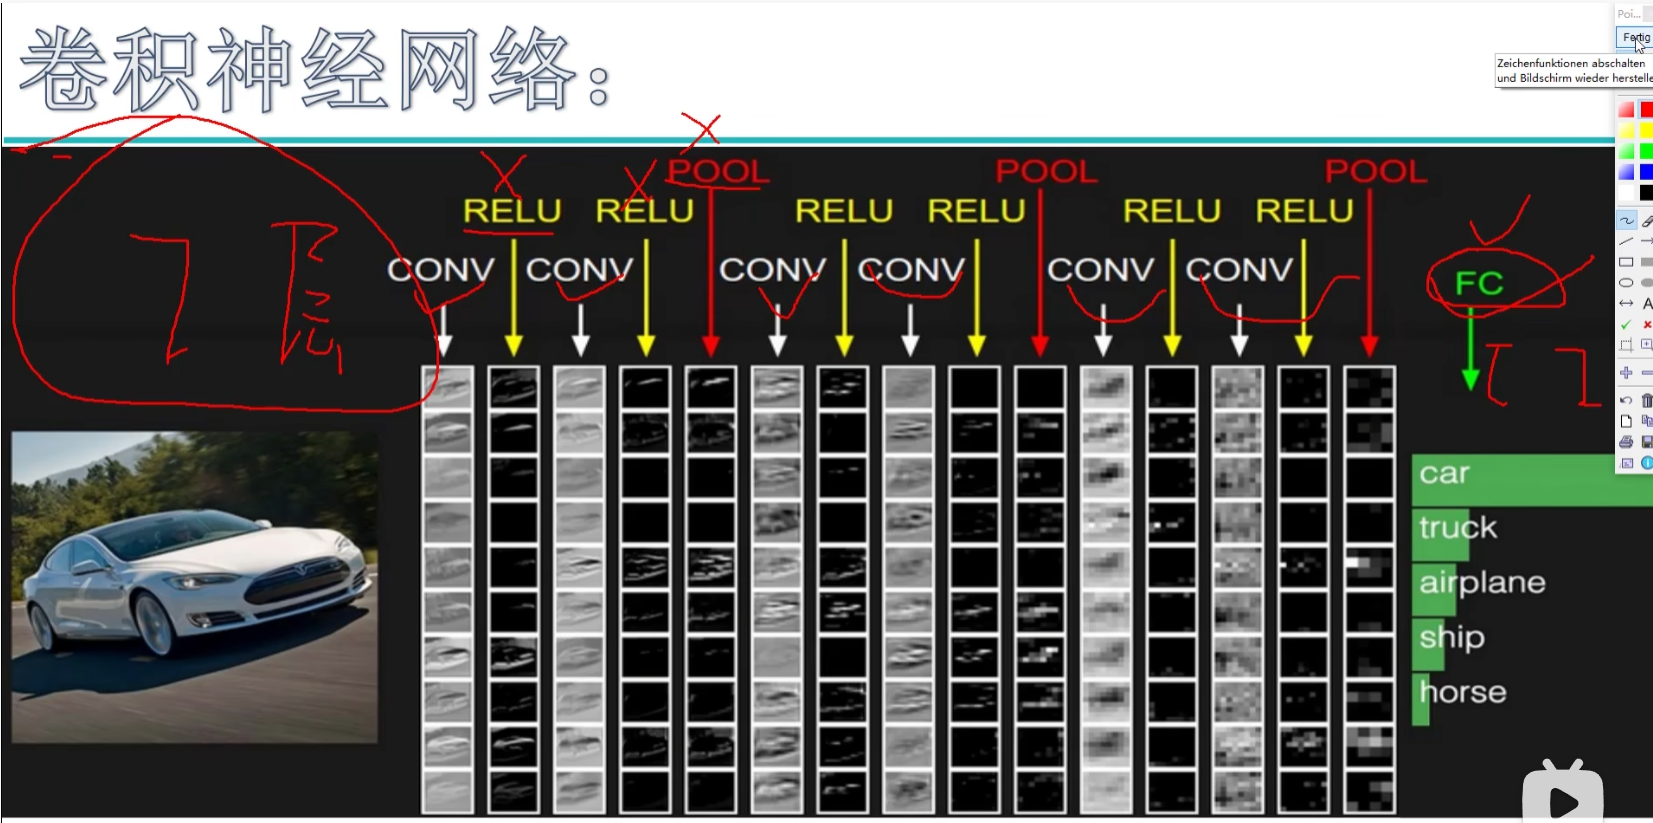 卷积神经网络：
Poi...
Fertig
Zeichenfunktionen abschalten
und Bildschirm wieder herstelle
POOL POOL POOL
RELU RELU RELU RELU RELU RELU
CONV CONV CONV CONV CONV CONV
FC
7层
car
truck
airplane
ship
horse